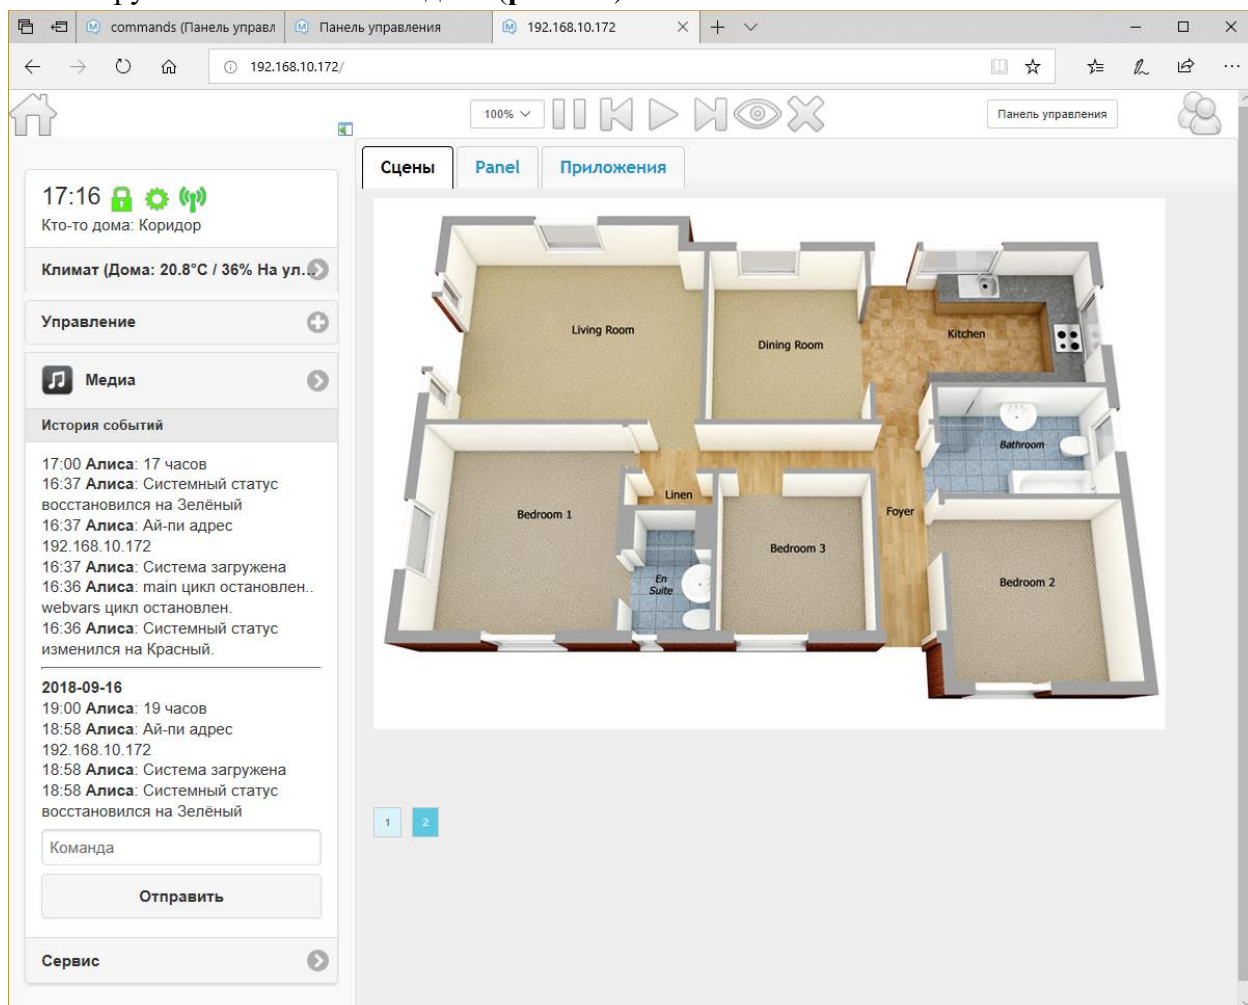 commands (Панель управл
Панель управления
192.168.10.172
192.168.10.172/
100%
Панель управления
Сцены
Panel
Приложения
17:16
Кто-то дома: Коридор
Климат (Дома: 20.8°C / 36% На ул...
Управление
Медиа
История событий
17:00 Алиса: 17 часов
16:37 Алиса: Системный статус
восстановился на Зелёный
16:37 Алиса: Ай-пи адрес
192.168.10.172
16:37 Алиса: Система загружена
16:36 Алиса: main цикл остановлен..
webvars цикл остановлен.
16:36 Алиса: Системный статус
изменился на Красный.
2018-09-16
19:00 Алиса: 19 часов
18:58 Алиса: Ай-пи адрес
192.168.10.172
18:58 Алиса: Система загружена
18:58 Алиса: Системный статус
восстановился на Зелёный
Команда
Отправить
Сервис
Living Room
Dining Room
Kitchen
Bathroom
Linen
Bedroom 1
Foyer
Bedroom 3
En
Suite
Bedroom 2
1
2